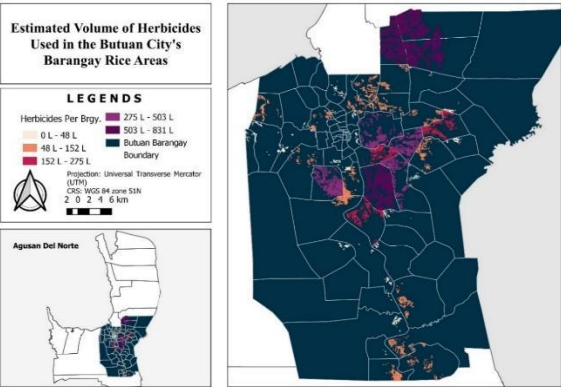 Estimated Volume of Herbicides
Used in the Butuan City's
Barangay Rice Areas
LEGENDS
Herbicides Per Brgy.
0 L - 48 L
48 L - 152 L
152 L - 275 L
275 L - 503 L
503 L - 831 L
Butuan Barangay
Boundary
Projection: Universal Transverse Mercator
(UTM)
CRS: WGS 84 zone 51N
2 0 2 4 6 km
Agusan Del Norte